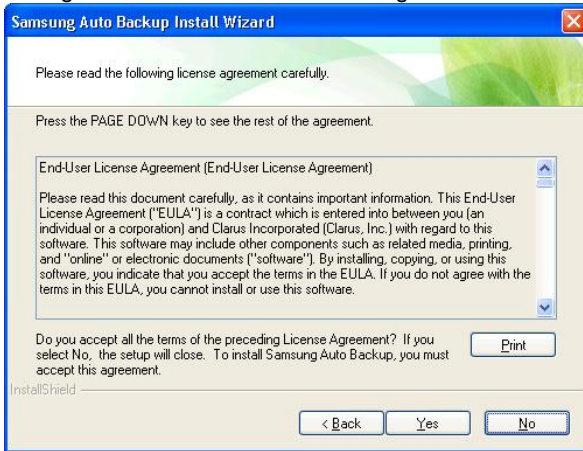 Samsung Auto Backup Install Wizard
Please read the following license agreement carefully.
Press the PAGE DOWN key to see the rest of the agreement.
End-User License Agreement (End-User License Agreement)
Please read this document carefully, as it contains important information. This End-User
License Agreement ("EULA") is a contract which is entered into between you (an
individual or a corporation) and Clarus Incorporated (Clarus, Inc.) with regard to this
software. This software may include other components such as related media, printing,
and "online" or electronic documents ("software"). By installing, copying, or using this
software, you indicate that you accept the terms in the EULA. If you do not agree with the
terms in this EULA, you cannot install or use this software.
Do you accept all the terms of the preceding License Agreement? If you
select No, the setup will close. To install Samsung Auto Backup, you must
accept this agreement.
Print
InstallShield
< Back
Yes
No